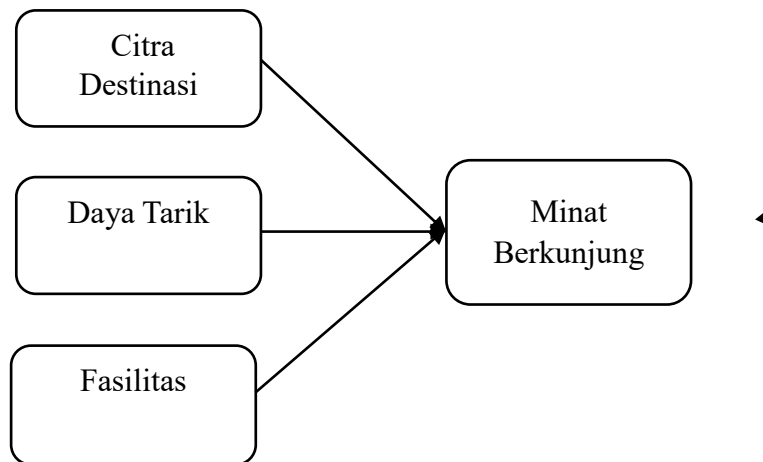 Citra
Destinasi
Daya Tarik
Minat
Berkunjung
Fasilitas